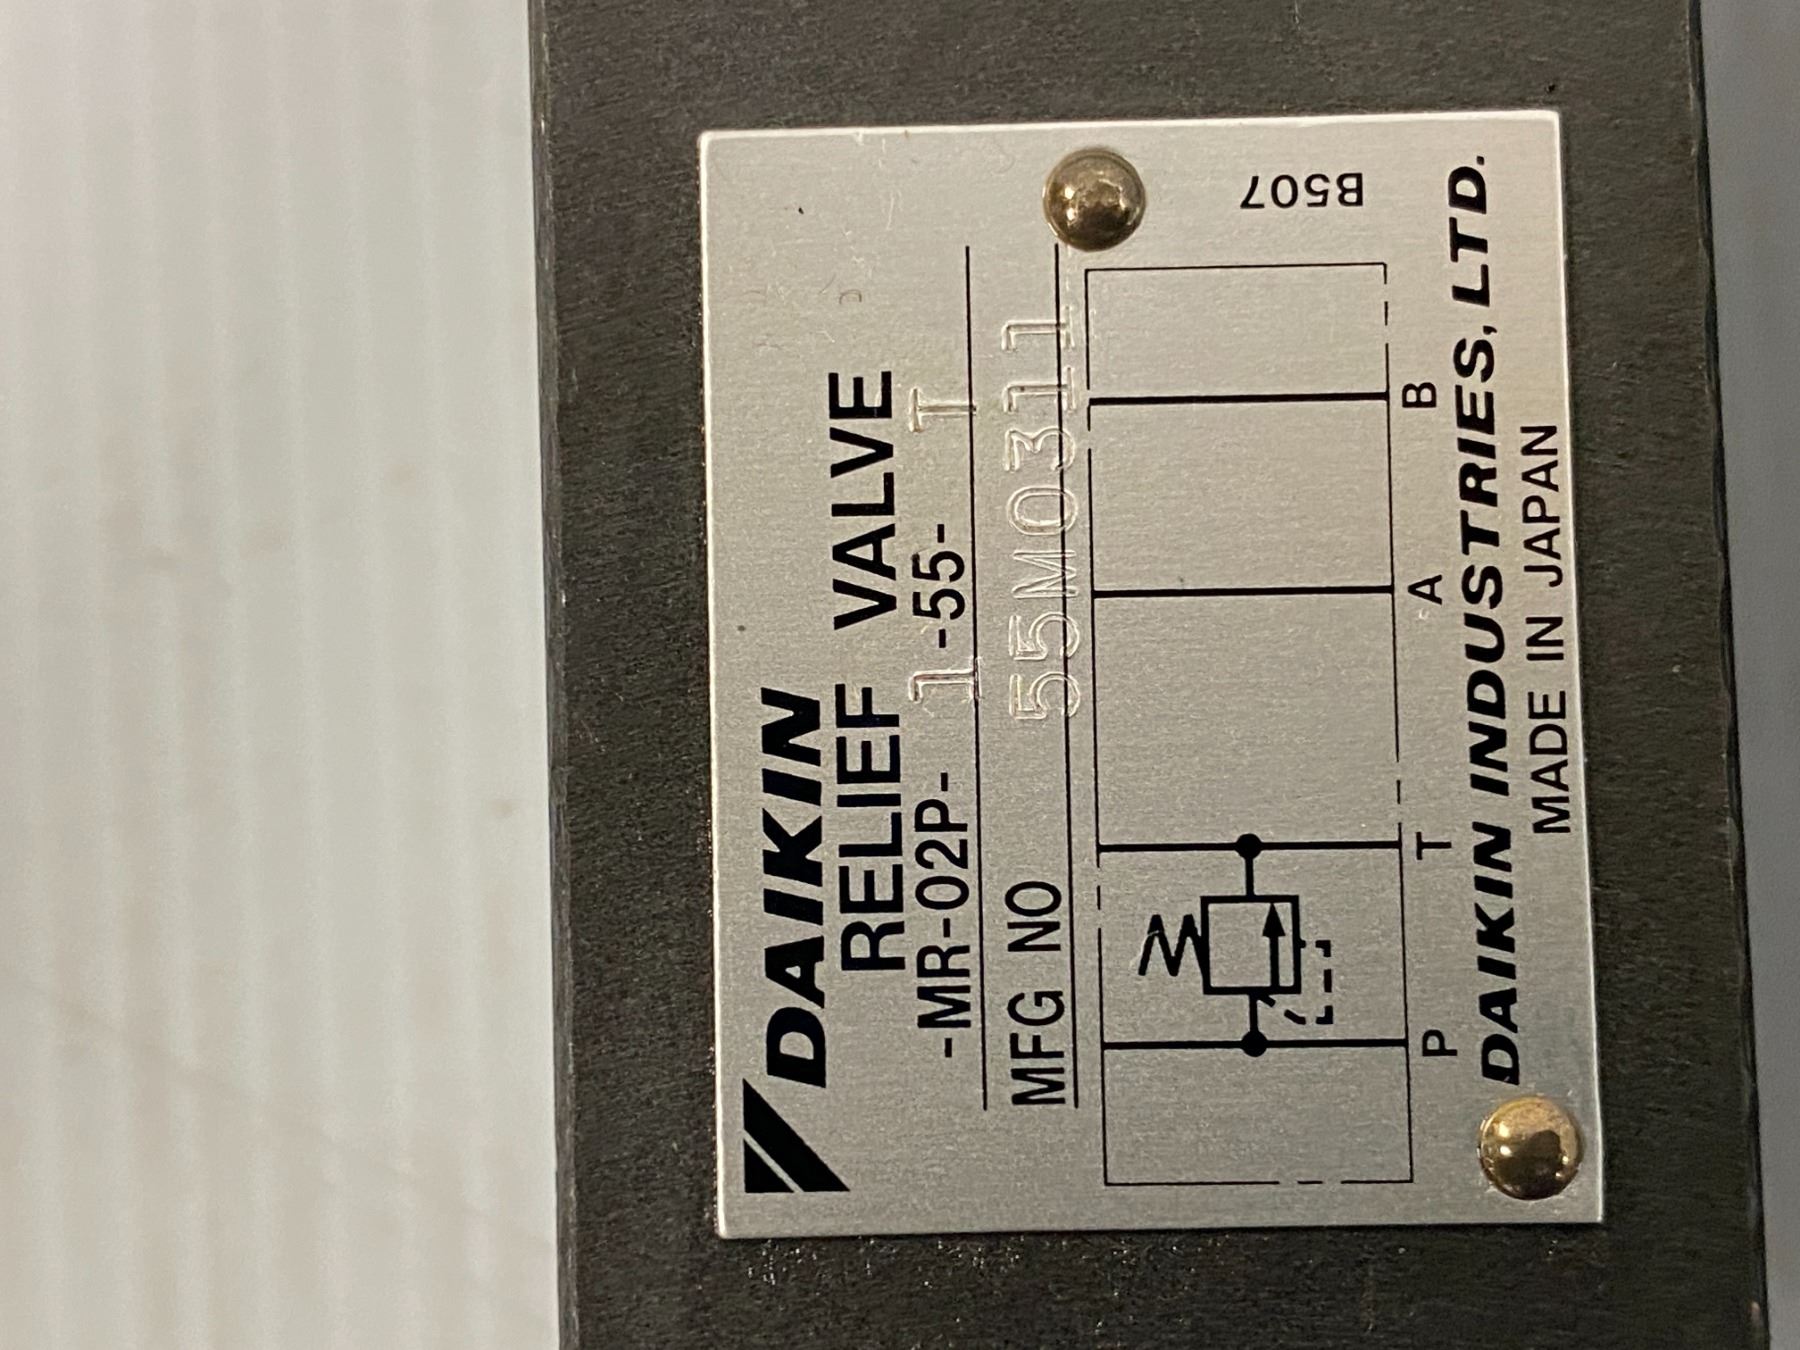 DAIKIN
RELIEF VALVE
-MR-02P-1-55-T
MFG NO 55M0311
P T A B
DAIKIN INDUSTRIES, LTD.
MADE IN JAPAN
B507